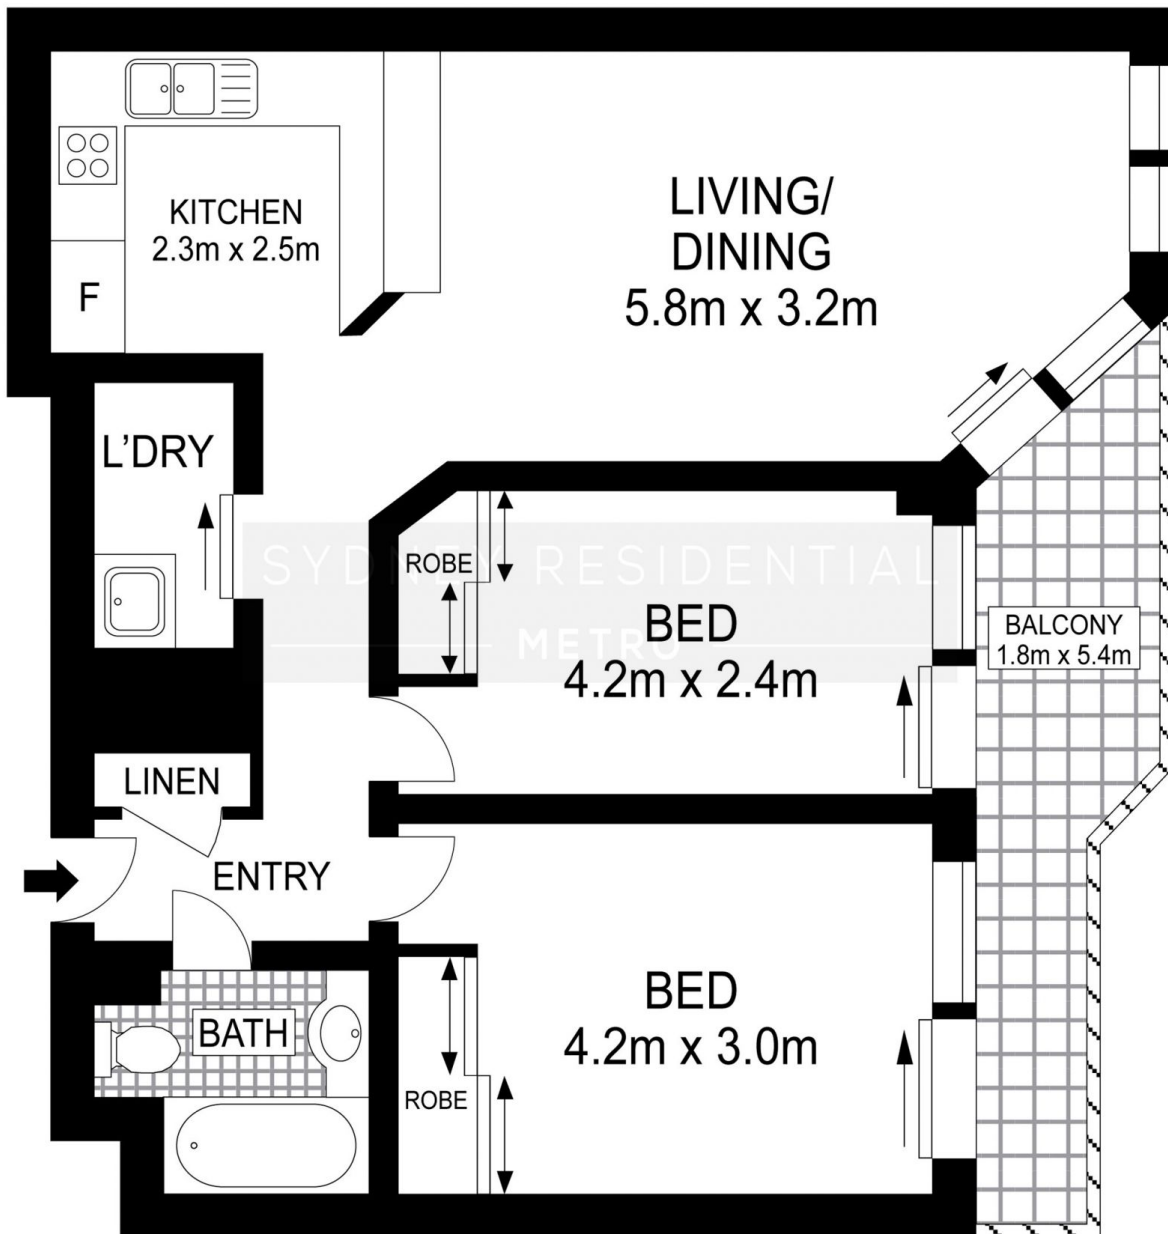 KITCHEN
2.3m x 2.5m
F
LIVING/
DINING
5.8m x 3.2m
L'DRY
ROBE
SYDNEY RESIDENTIAL
METRO
BED
4.2m x 2.4m
BALCONY
1.8m x 5.4m
LINEN
ENTRY
BATH
BED
4.2m x 3.0m
ROBE